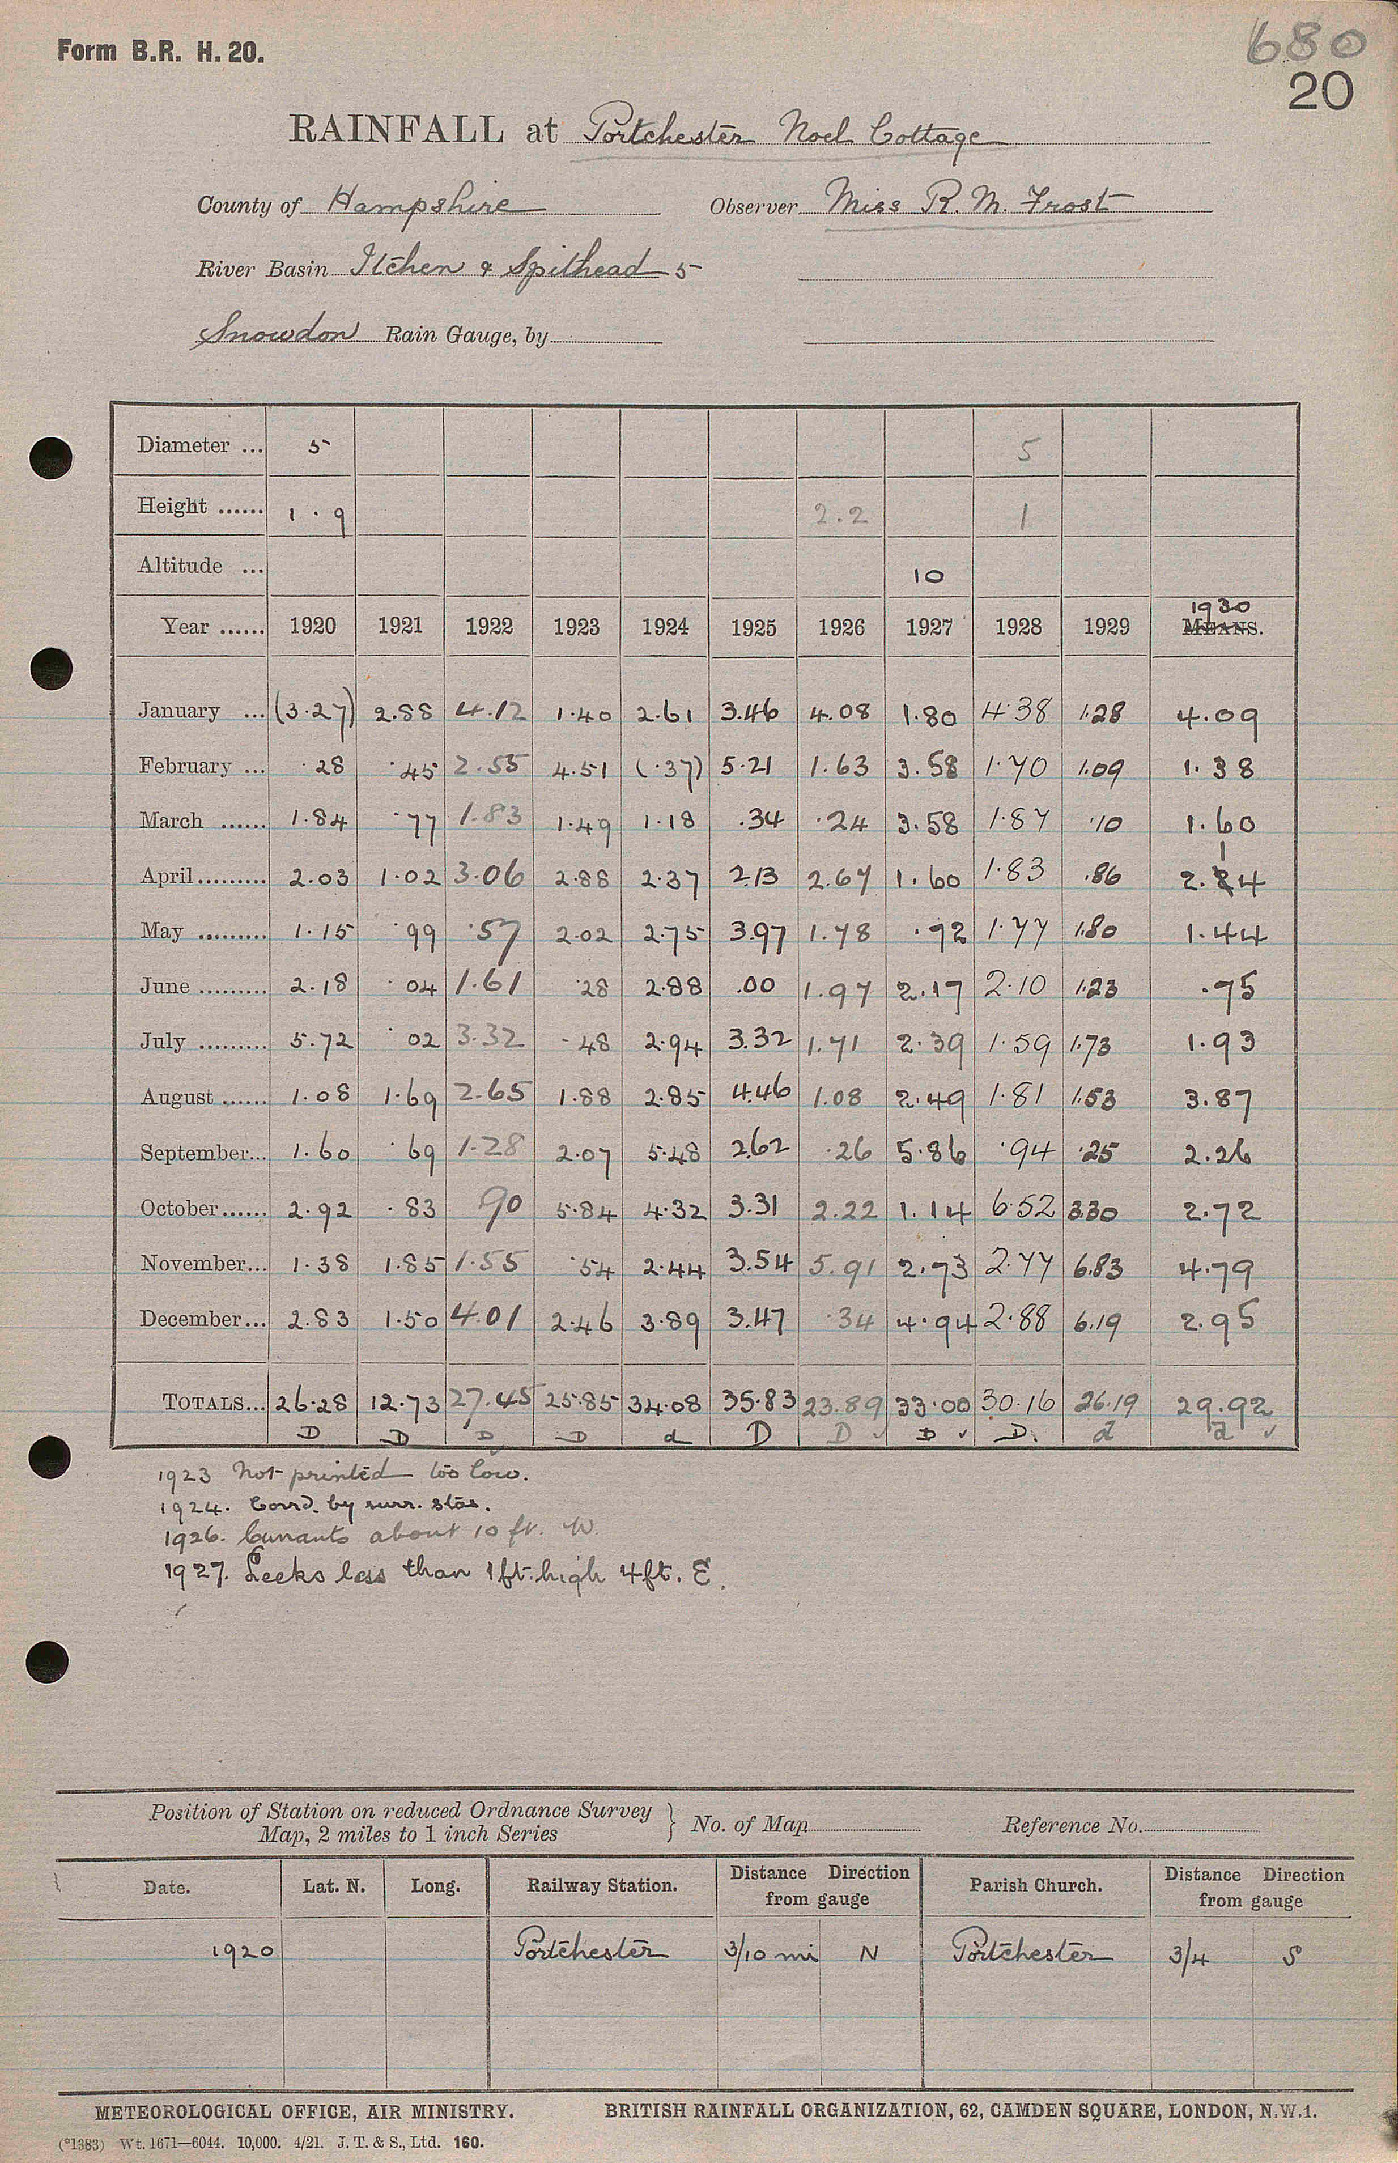 Form B.R. H. 20.
680
20
RAINFALL at Portchester Noel Cottage
County of Hampshire Observer Miss R. M. Frost
River Basin Itchen & Spithead 5
Snowdon Rain Gauge, by
Diameter ... 5 5
Height ...... 1.9 2.2 1
Altitude ... 10
Year ...... 1920 1921 1922 1923 1924 1925 1926 1927 1928 1929 1930 MEANS.
January ... (3.27) 2.88 4.12 1.40 2.61 3.46 4.08 1.80 4.38 1.28 4.09
February ... .28 .45 2.55 4.51 (.37) 5.21 1.63 3.58 1.70 1.09 1.38
March ...... 1.84 .77 1.83 1.49 1.18 .34 .24 3.58 1.87 .10 1.60
April ......... 2.03 1.02 3.06 2.88 2.37 2.13 2.67 1.60 1.83 .86 2.14
May ......... 1.15 .99 .57 2.02 2.75 3.97 1.78 .92 1.77 1.80 1.44
June ......... 2.18 .04 1.61 .28 2.88 .00 1.97 2.17 2.10 1.23 .75
July ......... 5.72 .02 3.32 .48 2.94 3.32 1.71 2.39 1.59 1.73 1.93
August ...... 1.08 1.69 2.65 1.88 2.85 4.46 1.08 2.49 1.81 1.53 3.87
September... 1.60 .69 1.28 2.07 5.48 2.62 .26 5.86 .94 .25 2.26
October ...... 2.92 .83 .90 5.84 4.32 3.31 2.22 1.14 6.52 3.30 2.72
November... 1.38 1.85 1.55 .54 2.44 3.54 5.91 2.73 2.77 6.83 4.79
December... 2.83 1.50 4.01 2.46 3.89 3.47 .34 4.94 2.88 6.19 2.95
TOTALS... 26.28 12.73 27.45 25.85 34.08 35.83 23.89 33.00 30.16 26.19 29.92
D D D D d D D ✓ D ✓ D. d d ✓
1923 Not printed too low.
1924. Corrd. by surr. stas.
1926. Currants about 10 ft. W.
1927. Leeks less than 1 ft. high 4 ft. E.
Position of Station on reduced Ordnance Survey
Map, 2 miles to 1 inch Series } No. of Map Reference No.
Date. Lat. N. Long. Railway Station. Distance Direction from gauge Parish Church. Distance Direction from gauge
1920 Portchester 3/10 mi N Portchester 3/4 S
METEOROLOGICAL OFFICE, AIR MINISTRY. BRITISH RAINFALL ORGANIZATION, 62, CAMDEN SQUARE, LONDON, N.W.1.
(*1383) Wt. 1671—6044. 10,000. 4/21. J. T. & S., Ltd. 160.